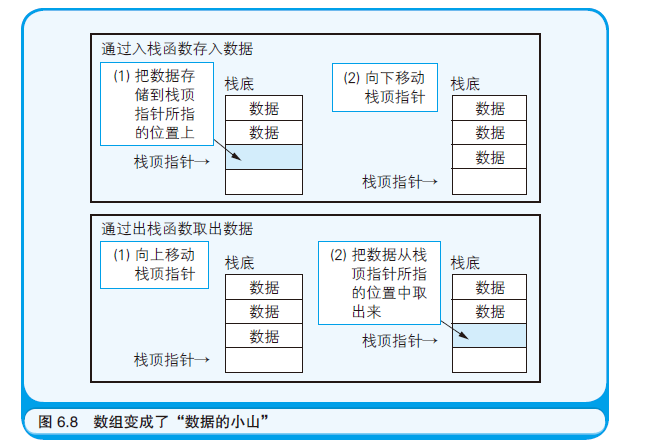 通过入栈函数存入数据
(1) 把数据存
储到栈顶
指针所指
的位置上
栈底
数据
数据
栈顶指针→
(2) 向下移动
栈顶指针
栈底
数据
数据
数据
栈顶指针→
通过出栈函数取出数据
(1) 向上移动
栈顶指针
栈底
数据
数据
数据
栈顶指针→
(2) 把数据从栈
顶指针所指
的位置中取
出来
栈底
数据
数据
栈顶指针→
图 6.8 数组变成了“数据的小山”